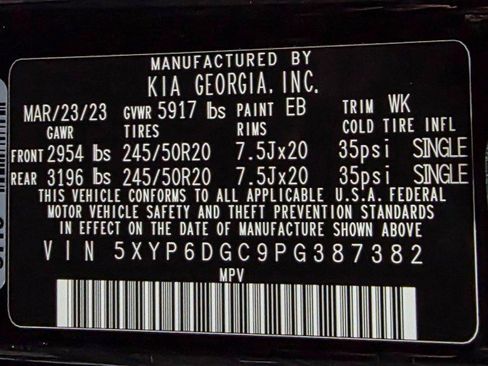 MANUFACTURED BY
KIA GEORGIA, INC.
MAR/23/23 GVWR 5917 lbs PAINT EB TRIM WK
GAWR TIRES RIMS COLD TIRE INFL
FRONT 2954 lbs 245/50R20 7.5Jx20 35psi SINGLE
REAR 3196 lbs 245/50R20 7.5Jx20 35psi SINGLE
THIS VEHICLE CONFORMS TO ALL APPLICABLE U.S.A. FEDERAL
MOTOR VEHICLE SAFETY AND THEFT PREVENTION STANDARDS
IN EFFECT ON THE DATE OF MANUFACTURE SHOWN ABOVE
VIN 5XYP6DGC9PG387382
MPV